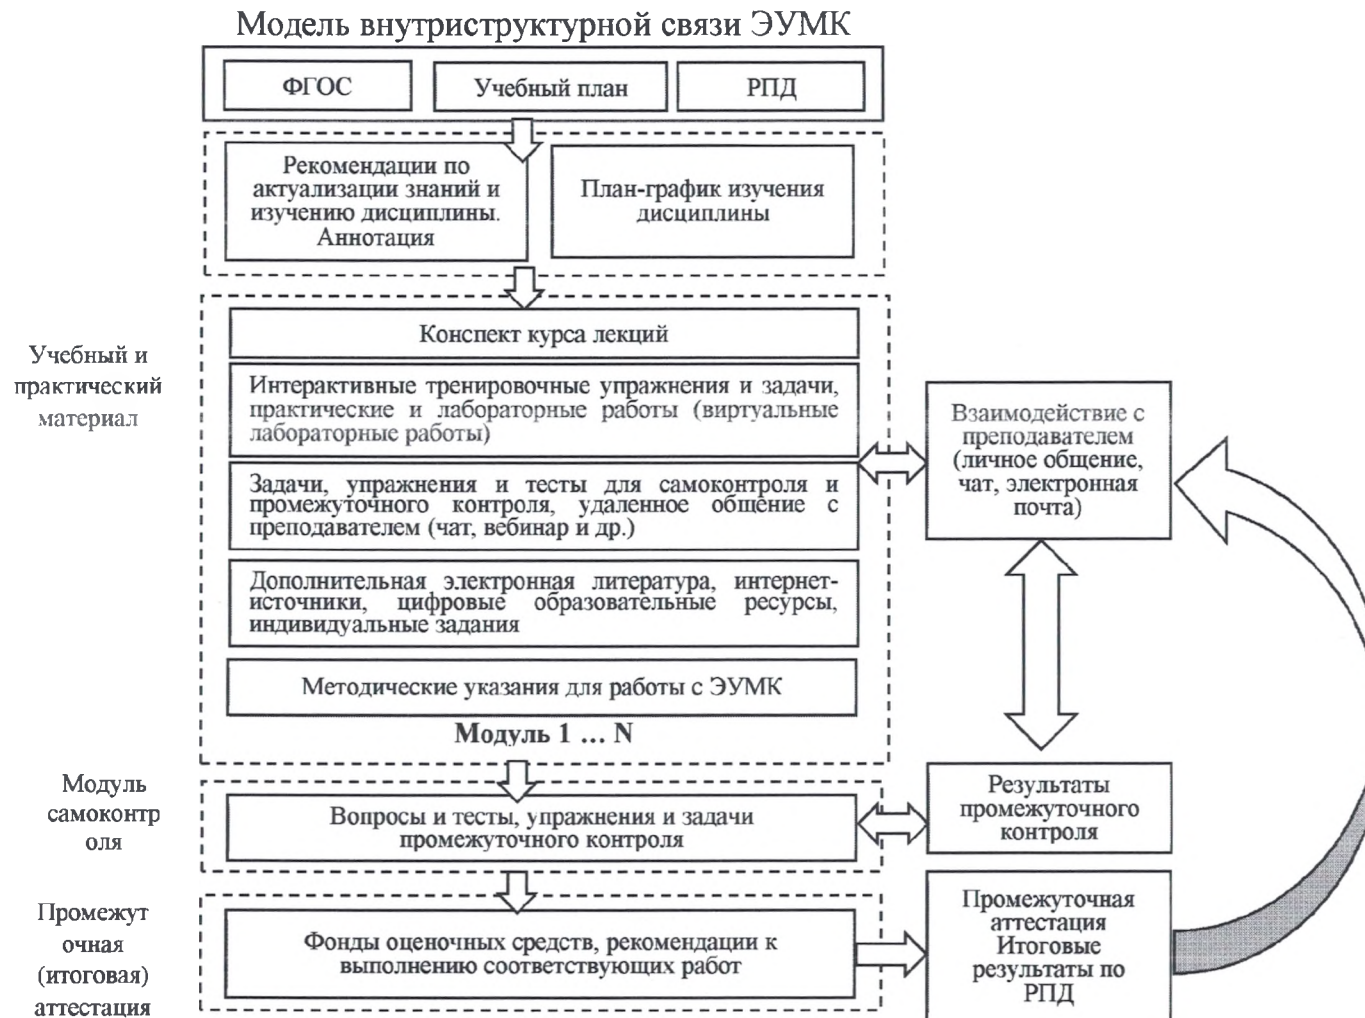 Модель внутриструктурной связи ЭУМК
ФГОС
Учебный план
РПД
Рекомендации по
актуализации знаний и
изучению дисциплины.
Аннотация
План-график изучения
дисциплины
Учебный и
практический
материал
Конспект курса лекций
Интерактивные тренировочные упражнения и задачи,
практические и лабораторные работы (виртуальные
лабораторные работы)
Задачи, упражнения и тесты для самоконтроля и
промежуточного контроля, удаленное общение с
преподавателем (чат, вебинар и др.)
Дополнительная электронная литература, интернет-
источники, цифровые образовательные ресурсы,
индивидуальные задания
Методические указания для работы с ЭУМК
Модуль 1 ... N
Взаимодействие с
преподавателем
(личное общение,
чат, электронная
почта)
Модуль
самоконтр
оля
Вопросы и тесты, упражнения и задачи
промежуточного контроля
Результаты
промежуточного
контроля
Промежут
очная
(итоговая)
аттестация
Фонды оценочных средств, рекомендации к
выполнению соответствующих работ
Промежуточная
аттестация
Итоговые
результаты по
РПД